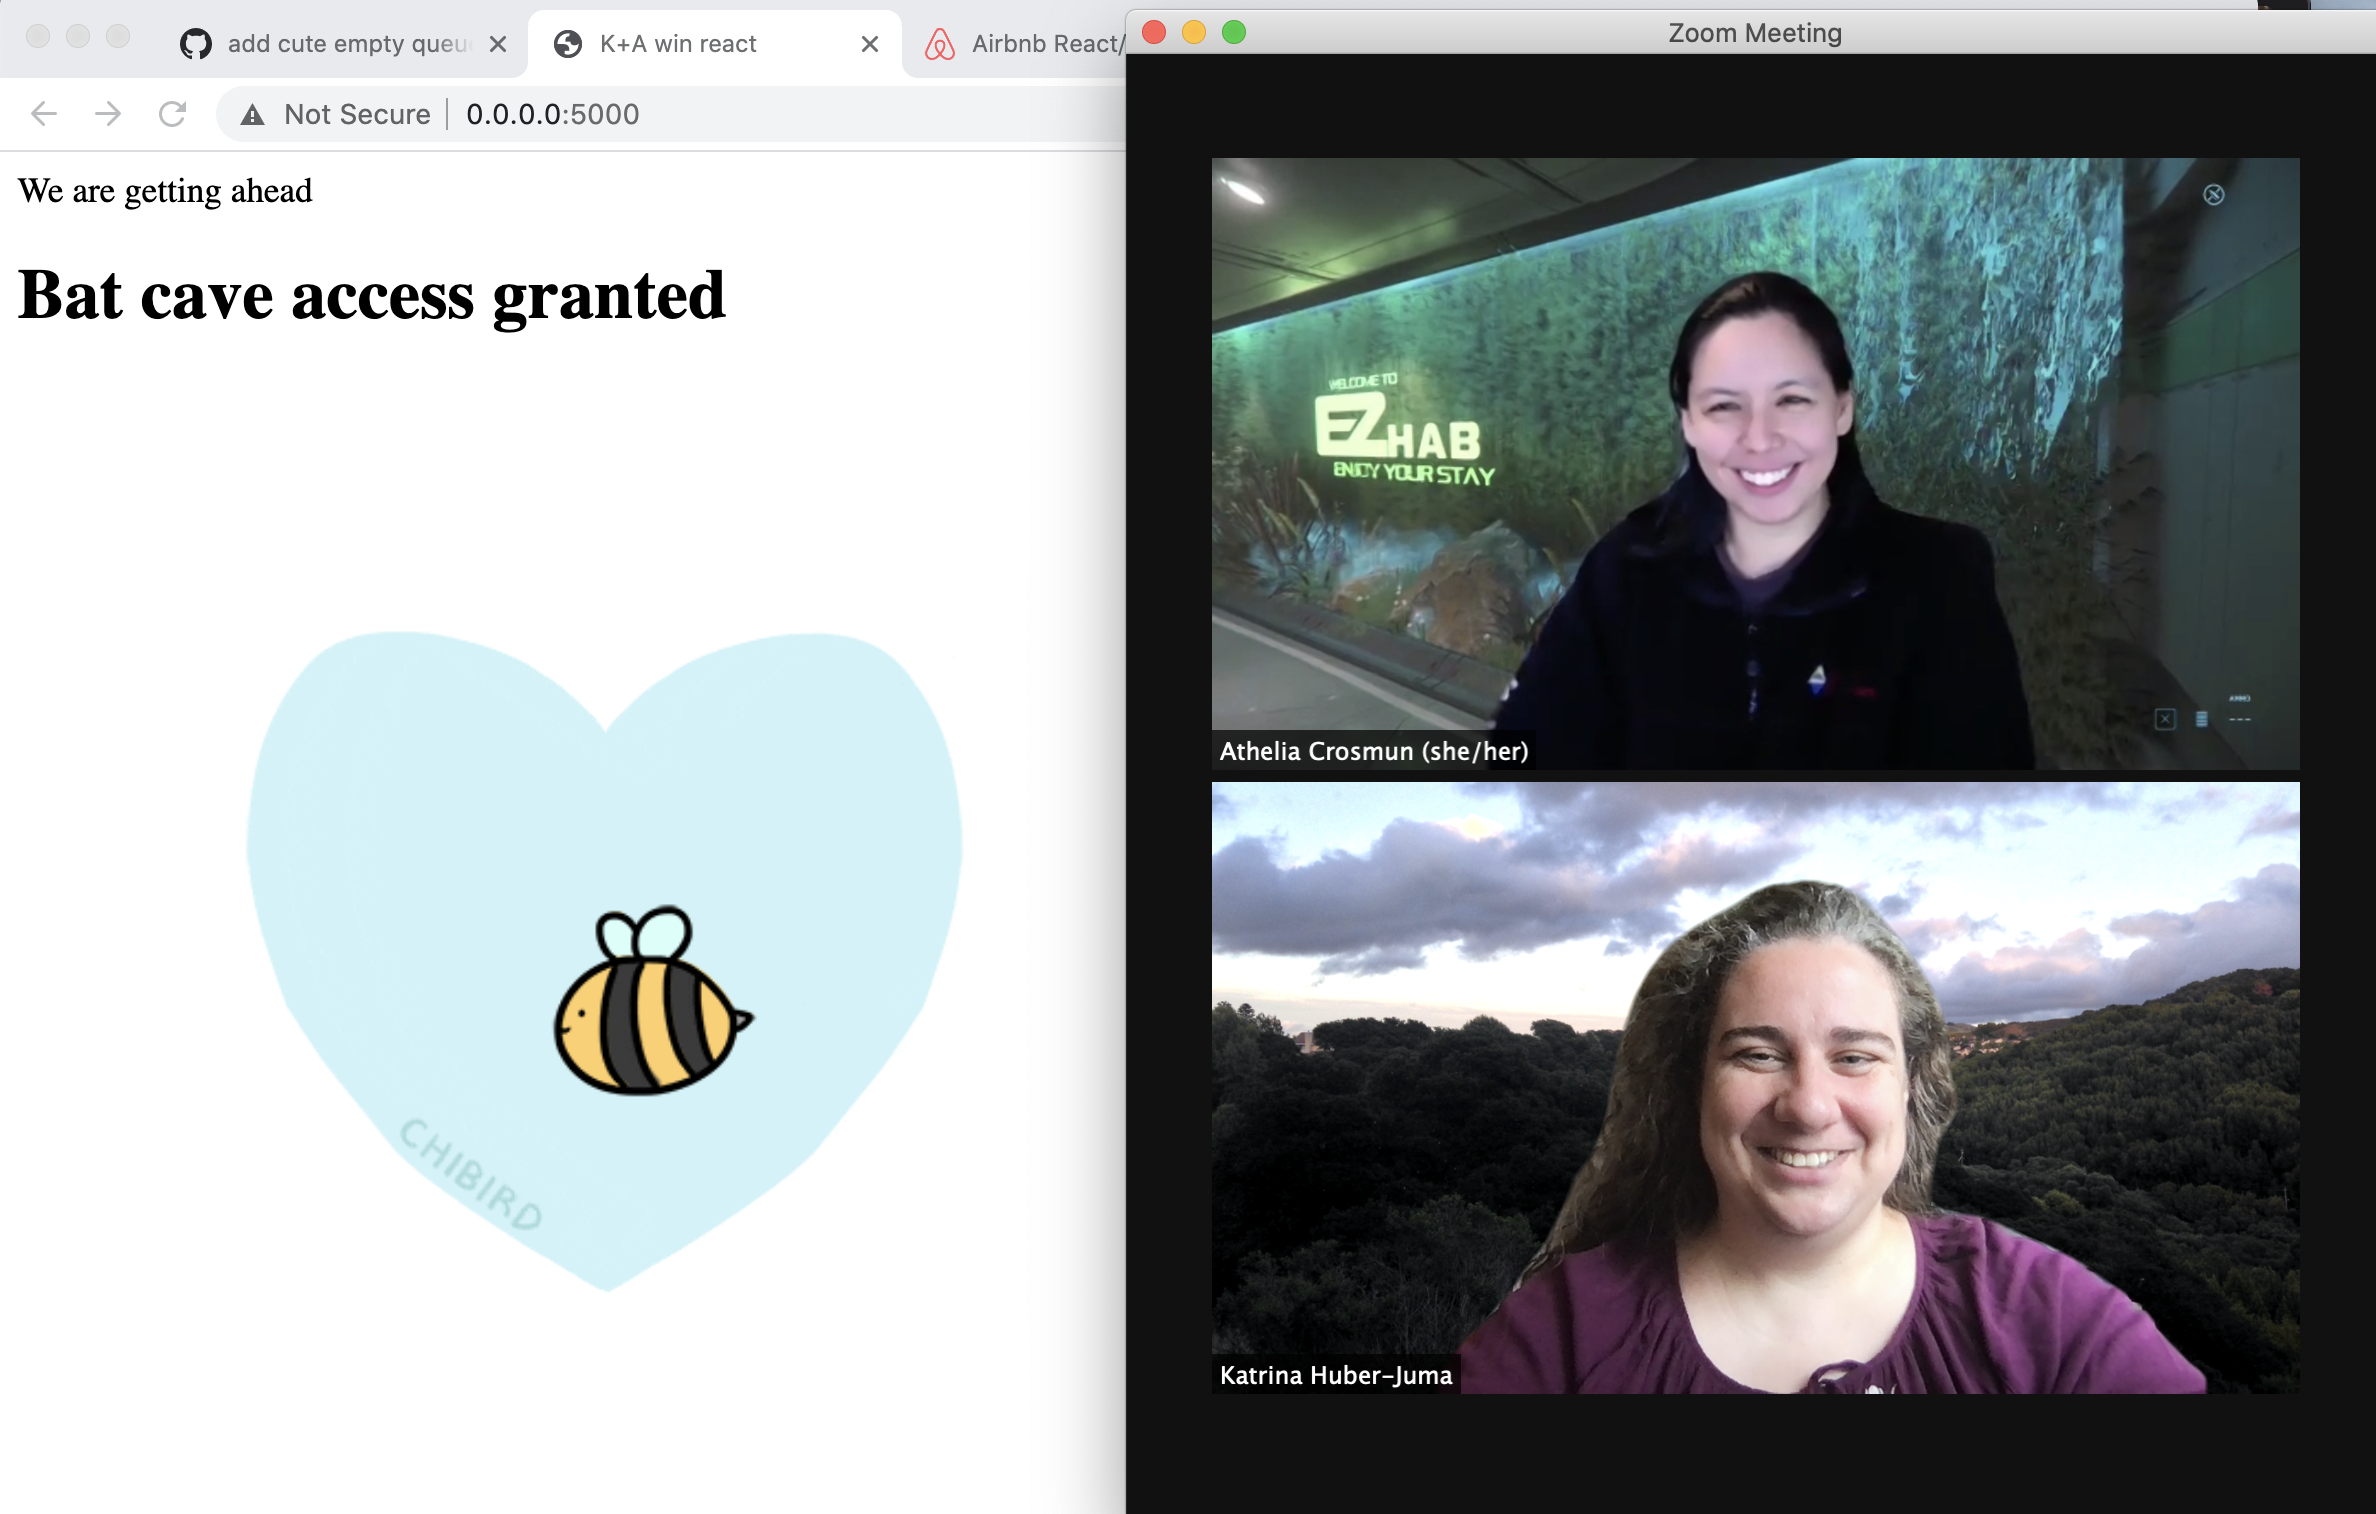 add cute empty queu
K+A win react
Airbnb React/
Not Secure
0.0.0.0:5000
We are getting ahead
Bat cave access granted
CHIBIRD
Zoom Meeting
WELCOME TO
EZHAB
ENJOY YOUR STAY
Athelia Crosmun (she/her)
Katrina Huber-Juma